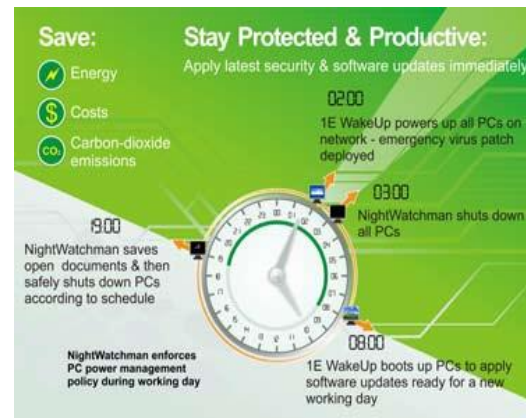 Save:
Energy
$ Costs
CO₂ Carbon-dioxide
emissions
Stay Protected & Productive:
Apply latest security & software updates immediately
02:00
1E WakeUp powers up all PCs on
network - emergency virus patch
deployed
03:00
NightWatchman shuts down
all PCs
19:00
NightWatchman saves
open documents & then
safely shuts down PCs
according to schedule
08:00
1E WakeUp boots up PCs to apply
software updates ready for a new
working day
NightWatchman enforces
PC power management
policy during working day